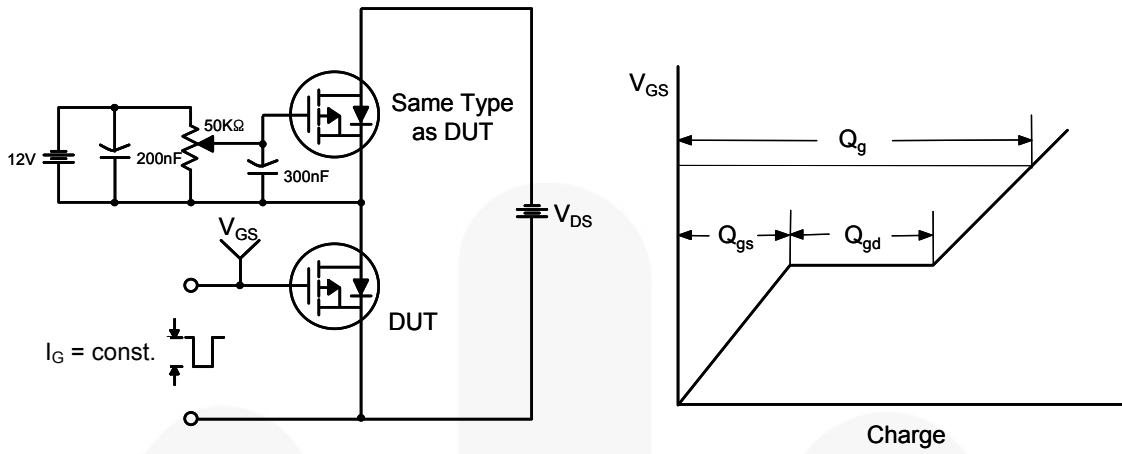 12V
200nF
50KΩ
300nF
Same Type
as DUT
V_GS
DUT
I_G = const.
V_DS
V_GS
Q_g
Q_gs
Q_gd
Charge